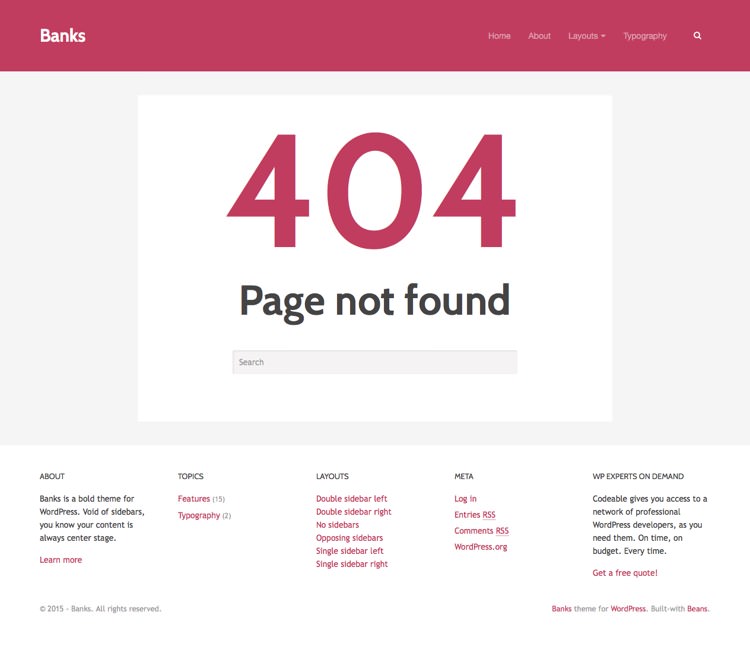 Banks
Home About Layouts Typography
404
Page not found
Search
ABOUT
Banks is a bold theme for
WordPress. Void of sidebars,
you know your content is
always center stage.
Learn more
TOPICS
Features (15)
Typography (2)
LAYOUTS
Double sidebar left
Double sidebar right
No sidebars
Opposing sidebars
Single sidebar left
Single sidebar right
META
Log in
Entries RSS
Comments RSS
WordPress.org
WP EXPERTS ON DEMAND
Codeable gives you access to a
network of professional
WordPress developers, as you
need them. On time, on
budget. Every time.
Get a free quote!
© 2015 - Banks. All rights reserved.
Banks theme for WordPress. Built-with Beans.